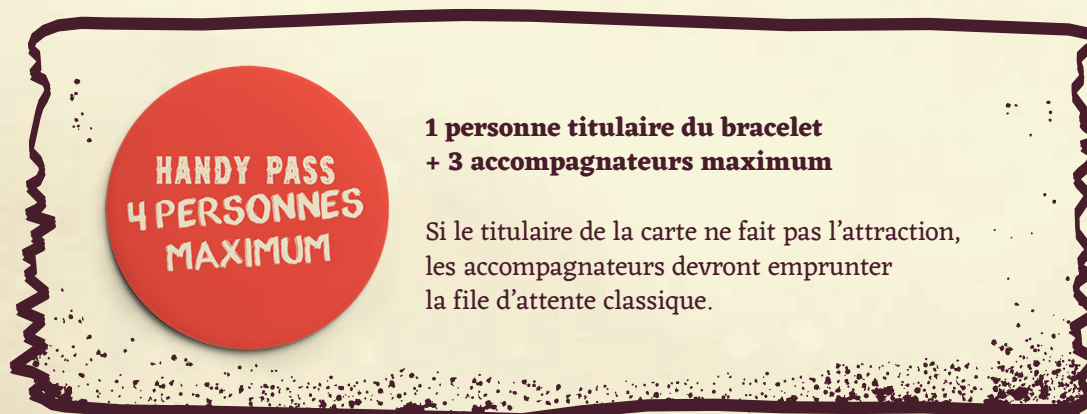 HANDY PASS
4 PERSONNES
MAXIMUM
1 personne titulaire du bracelet
+ 3 accompagnateurs maximum
Si le titulaire de la carte ne fait pas l’attraction,
les accompagnateurs devront emprunter
la file d’attente classique.